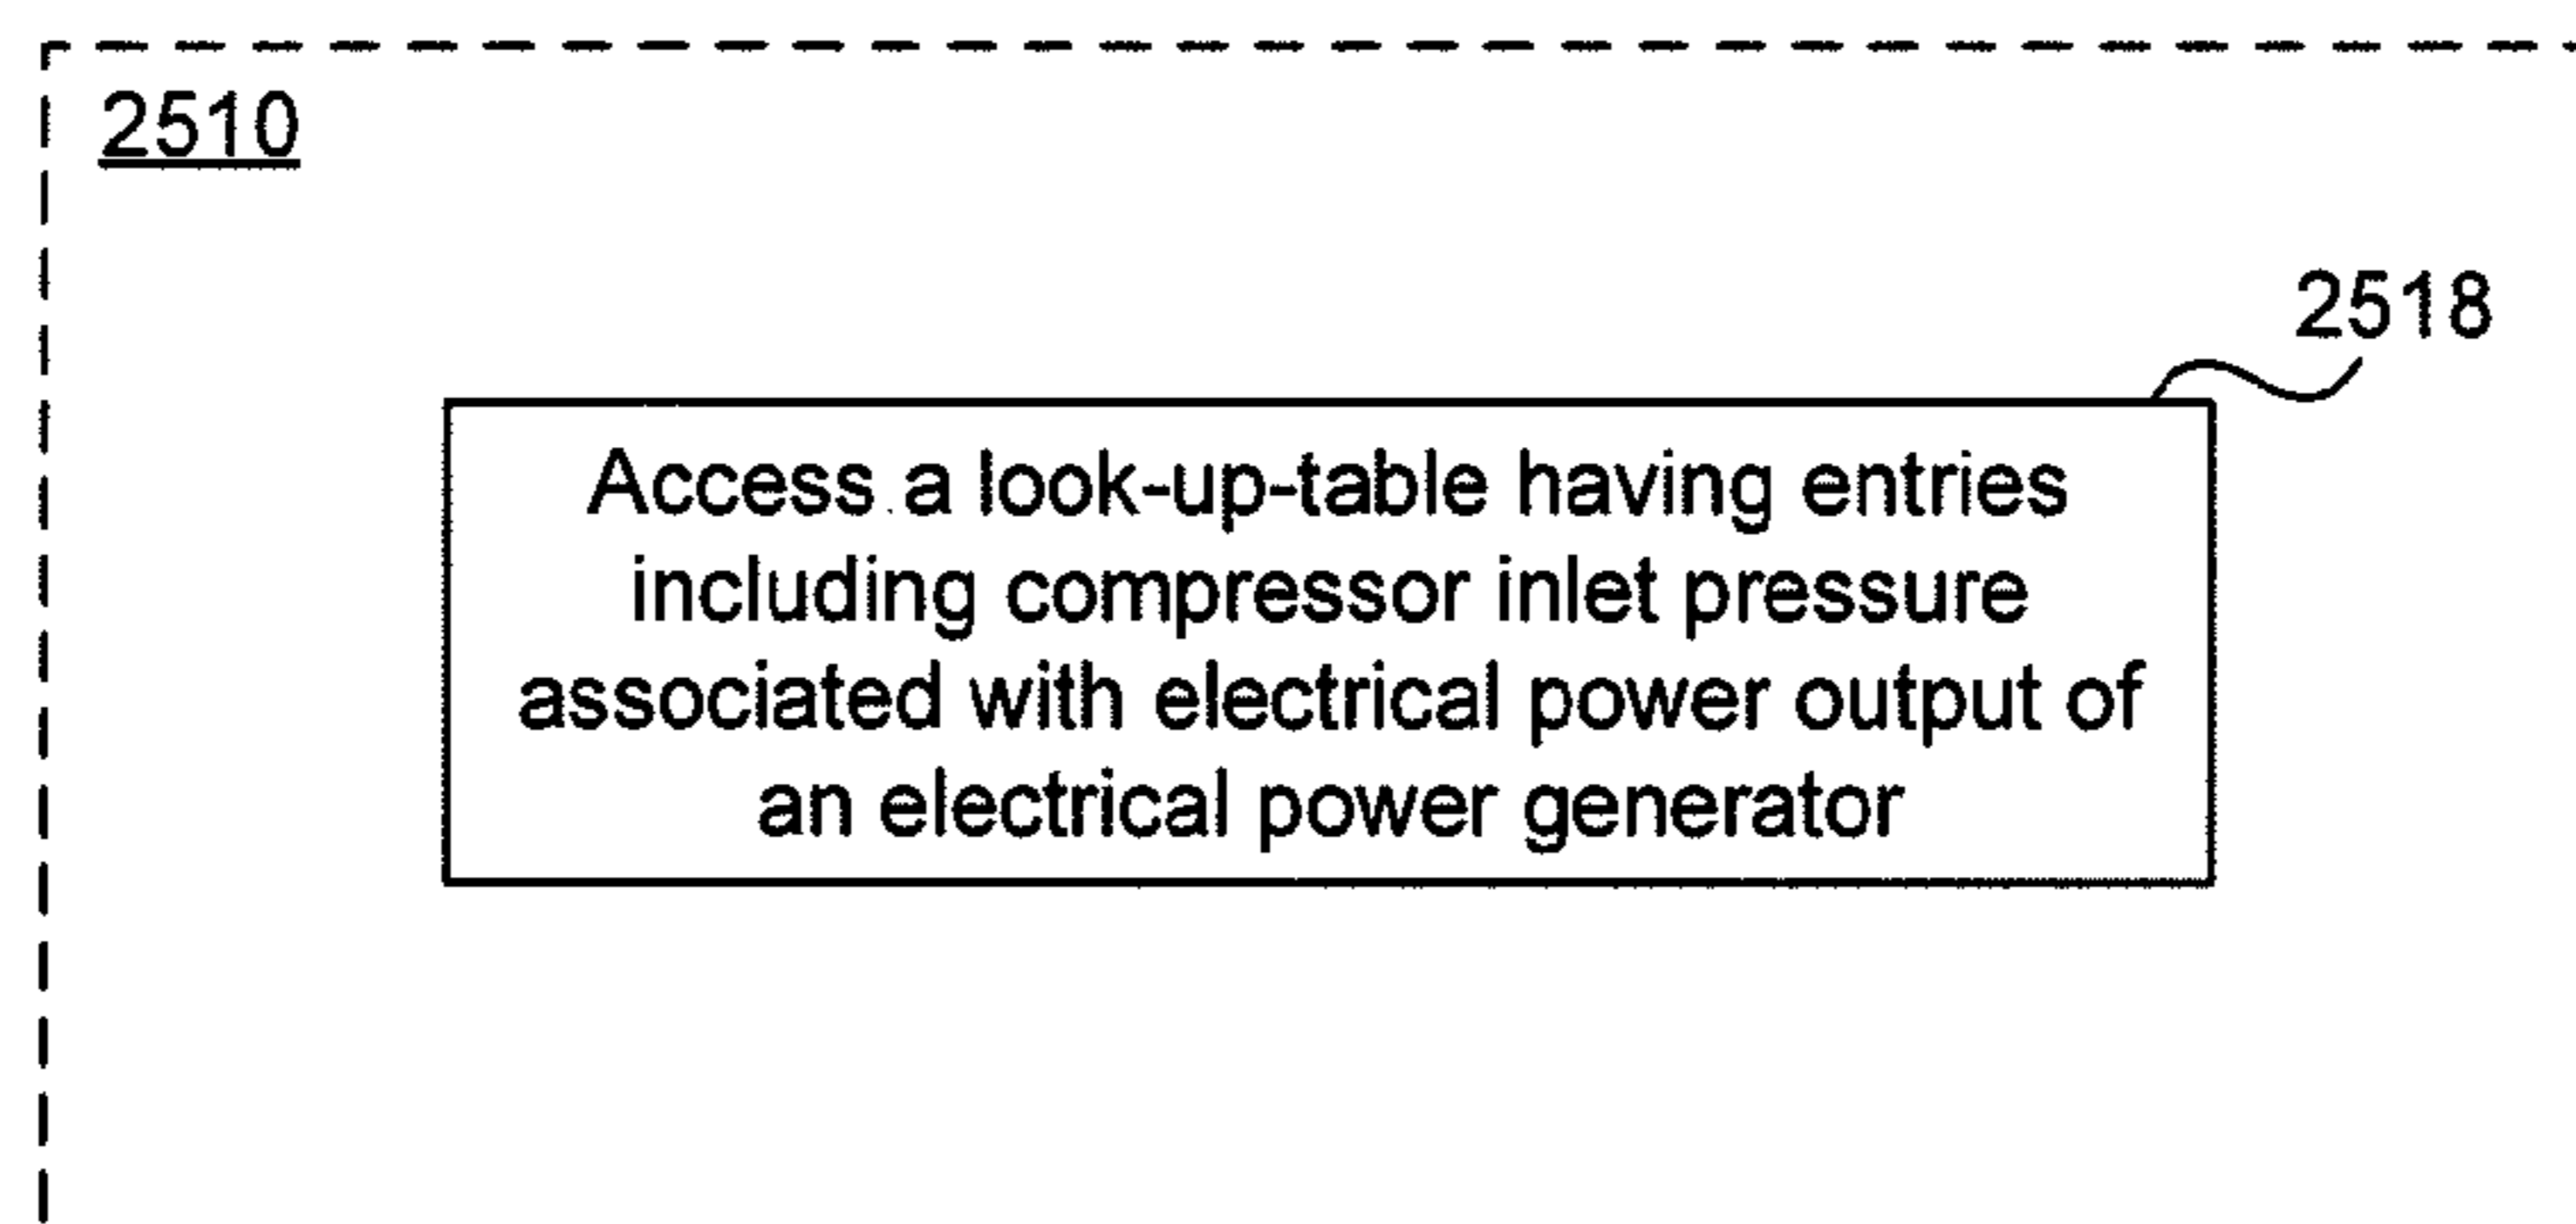 2510
2518
Access a look-up-table having entries
including compressor inlet pressure
associated with electrical power output of
an electrical power generator